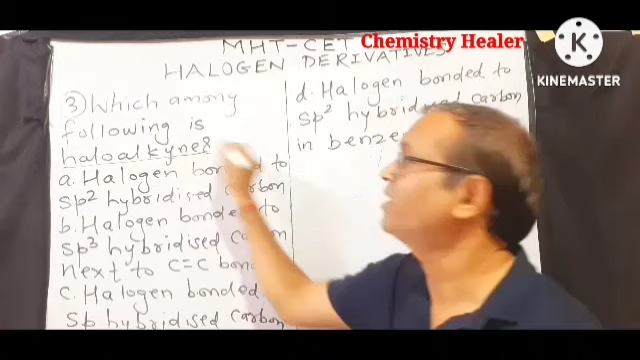 MHT-CET
Chemistry Healer
HALOGEN DERIVATIVES
K
KINEMASTER
3) Which among
following is
haloalkyne?
a. Halogen bonded to
sp² hybridised carbon
b. Halogen bonded to
sp³ hybridised carbon
next to C=C bond
c. Halogen bonded
sp hybridised carbon
d. Halogen bonded to
sp² hybridised carbon
in benzene